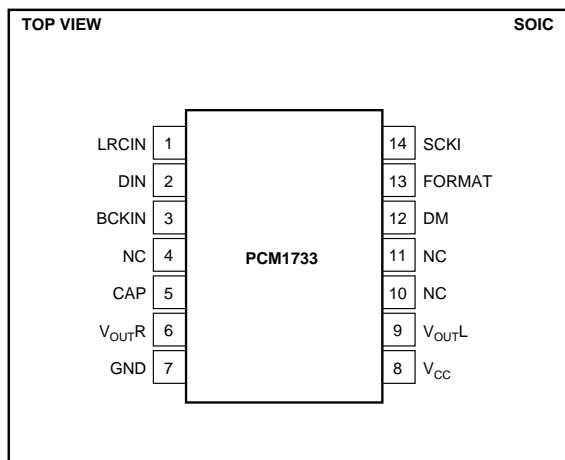 TOP VIEW SOIC
LRCIN 1 14 SCKI
DIN 2 13 FORMAT
BCKIN 3 12 DM
NC 4 PCM1733 11 NC
CAP 5 10 NC
VOUTR 6 9 VOUTL
GND 7 8 VCC